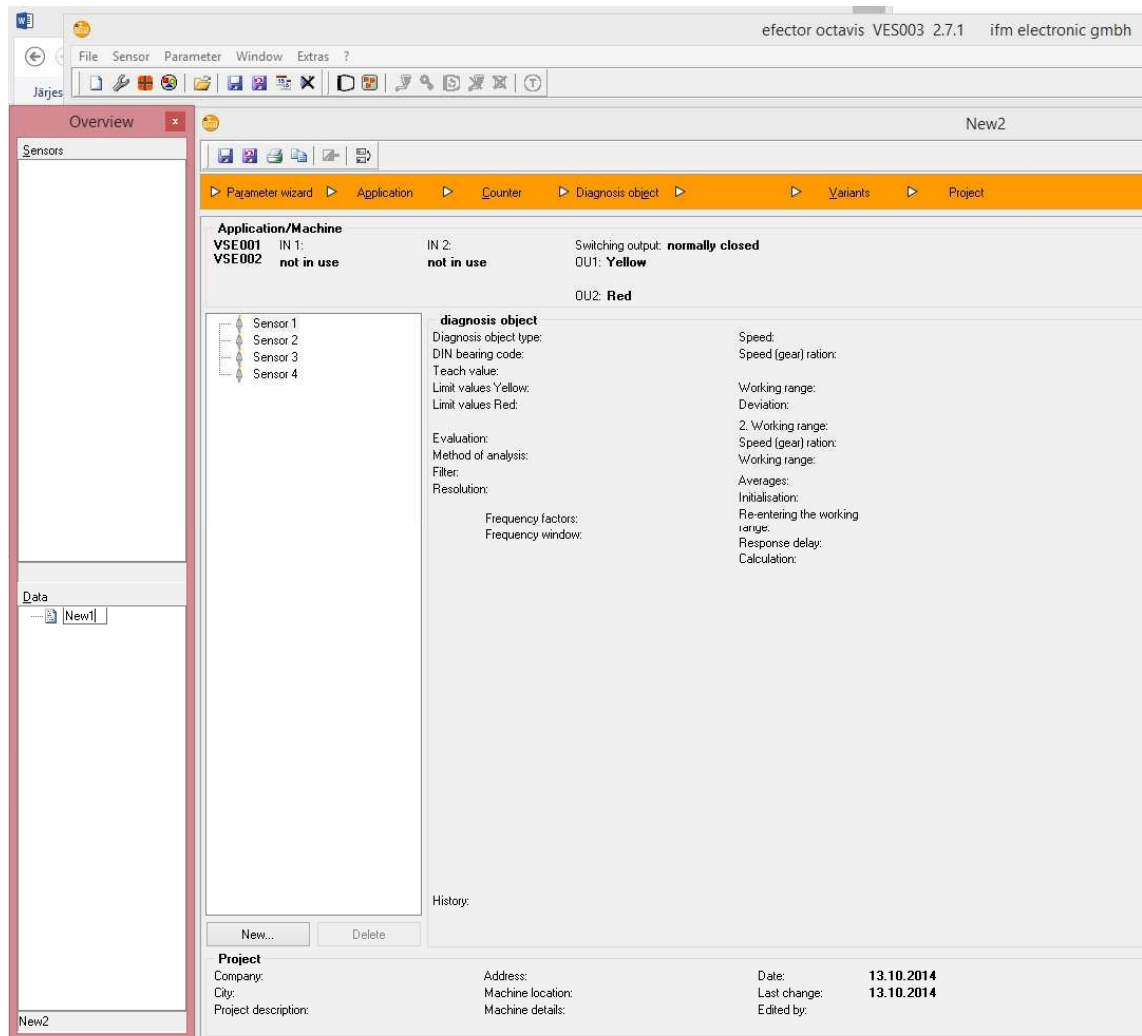 efector octavis VES003 2.7.1 ifm electronic gmbh
File Sensor Parameter Window Extras ?
Järjes
Overview
New2
Sensors
Parameter wizard Application Counter Diagnosis object Variants Project
Application/Machine
VSE001 IN 1: IN 2: Switching output: normally closed
VSE002 not in use not in use OU1: Yellow
OU2: Red
Sensor 1
Sensor 2
Sensor 3
Sensor 4
diagnosis object
Diagnosis object type: Speed:
DIN bearing code: Speed (gear) ration:
Teach value:
Limit values Yellow: Working range:
Limit values Red: Deviation:
2. Working range:
Evaluation: Speed (gear) ration:
Method of analysis: Working range:
Filter:
Resolution: Averages:
Initialisation:
Frequency factors: Re-entering the working
Frequency window: range:
Response delay:
Calculation:
Data
New1
History:
New... Delete
Project
Company: Address: Date: 13.10.2014
City: Machine location: Last change: 13.10.2014
Project description: Machine details: Edited by:
New2